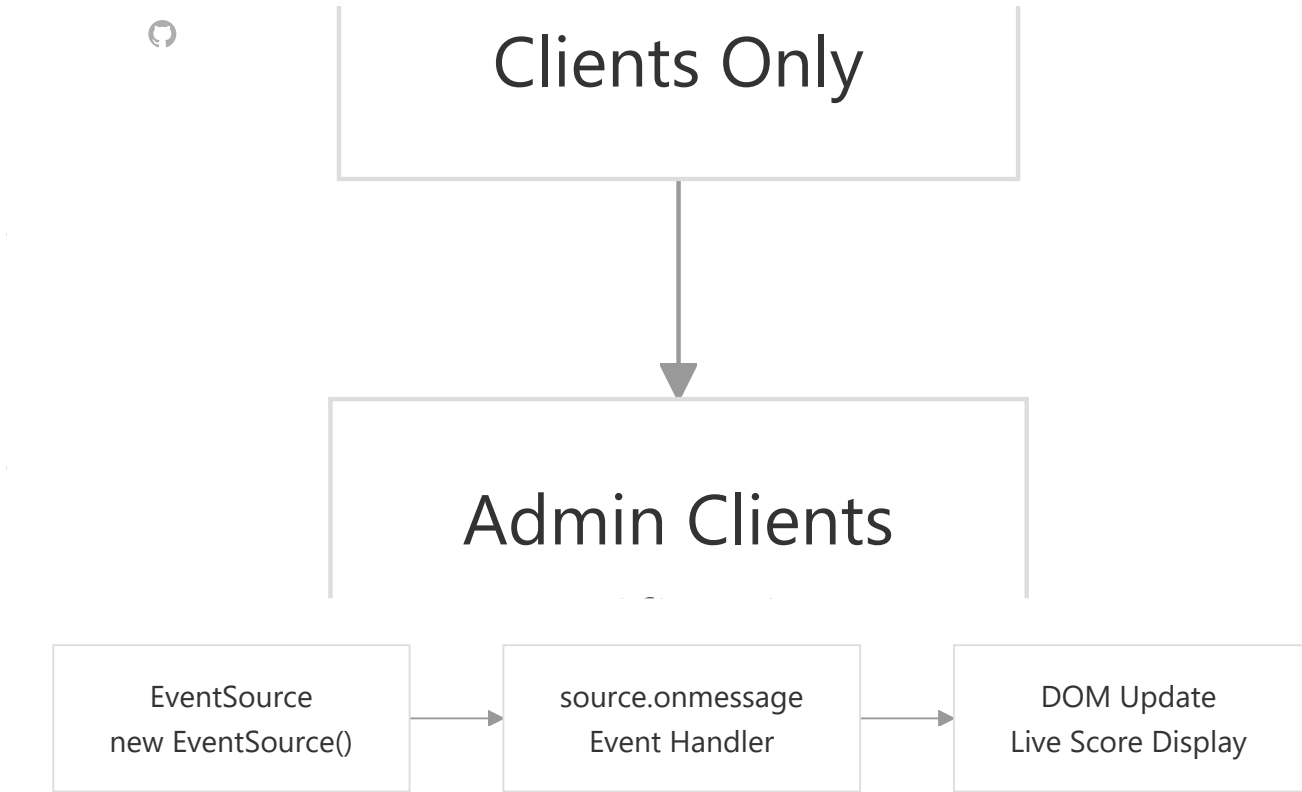 Clients Only
Admin Clients
EventSource
new EventSource()
source.onmessage
Event Handler
DOM Update
Live Score Display